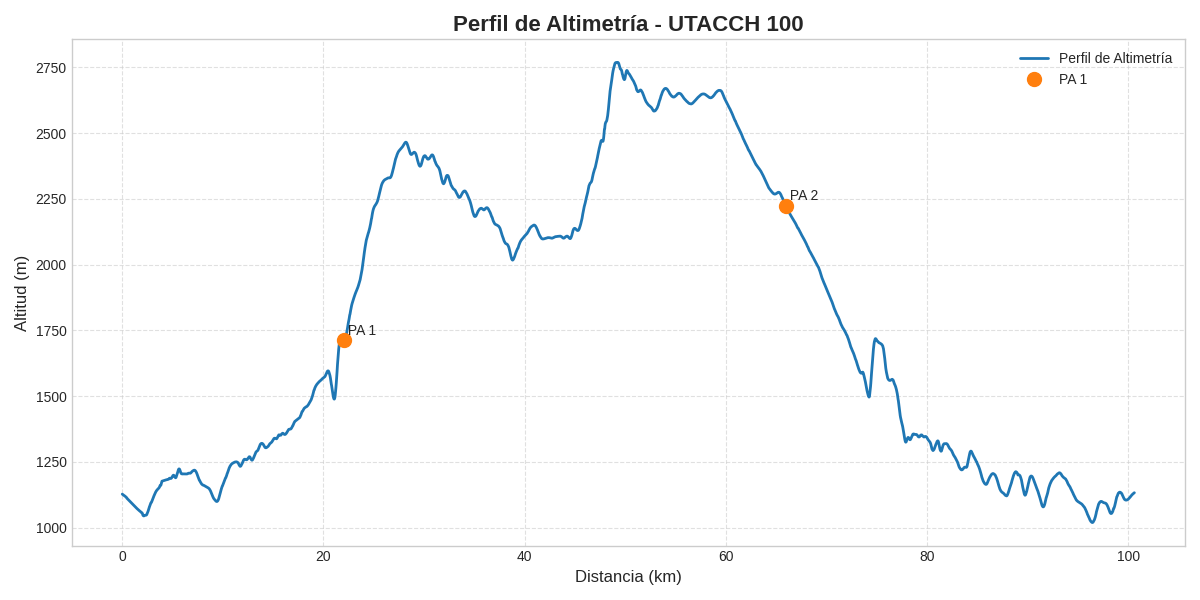 Perfil de Altimetría - UTACCH 100
Perfil de Altimetría
PA 1
2750
2500
2250
2000
1750
1500
1250
1000
Altitud (m)
PA 1
PA 2
0
20
40
60
80
100
Distancia (km)